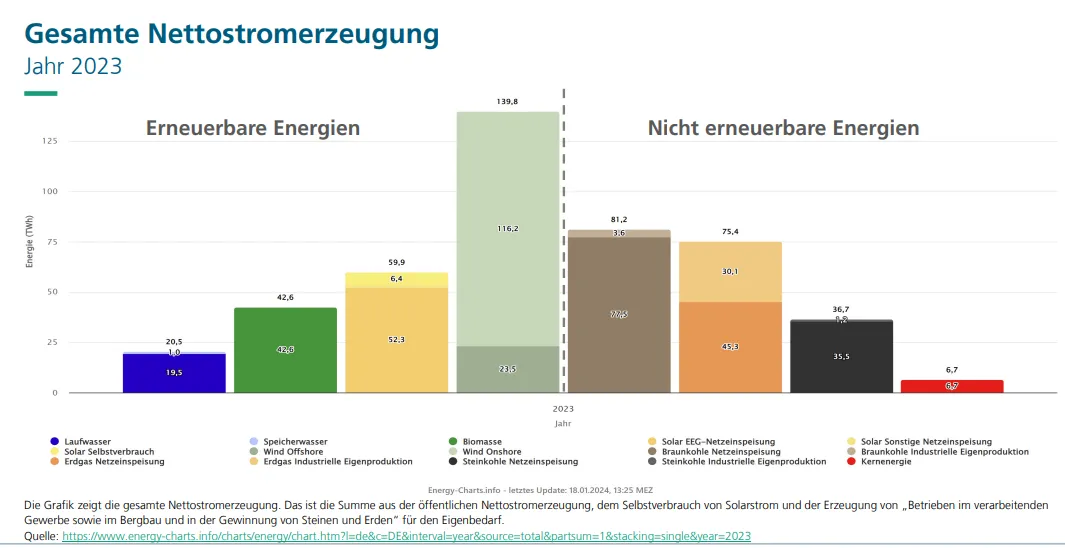 Gesamte Nettostromerzeugung
Jahr 2023
Erneuerbare Energien
Nicht erneuerbare Energien
Energie (TWh)
125
100
75
50
25
0
20,5
1,0
19,5
42,6
42,6
59,9
6,4
52,3
139,8
116,2
23,5
81,2
3,6
77,5
75,4
30,1
45,3
36,7
35,5
6,7
6,7
2023
Jahr
Laufwasser Speicherwasser Biomasse Solar EEG-Netzeinspeisung Solar Sonstige Netzeinspeisung
Solar Selbstverbrauch Wind Offshore Wind Onshore Braunkohle Netzeinspeisung Braunkohle Industrielle Eigenproduktion
Erdgas Netzeinspeisung Erdgas Industrielle Eigenproduktion Steinkohle Netzeinspeisung Steinkohle Industrielle Eigenproduktion Kernenergie
Energy-Charts.info - letztes Update: 18.01.2024, 13:25 MEZ
Die Grafik zeigt die gesamte Nettostromerzeugung. Das ist die Summe aus der öffentlichen Nettostromerzeugung, dem Selbstverbrauch von Solarstrom und der Erzeugung von „Betrieben im verarbeitenden
Gewerbe sowie im Bergbau und in der Gewinnung von Steinen und Erden“ für den Eigenbedarf.
Quelle: https://www.energy-charts.info/charts/energy/chart.htm?l=de&c=DE&interval=year&source=total&partsum=1&stacking=single&year=2023